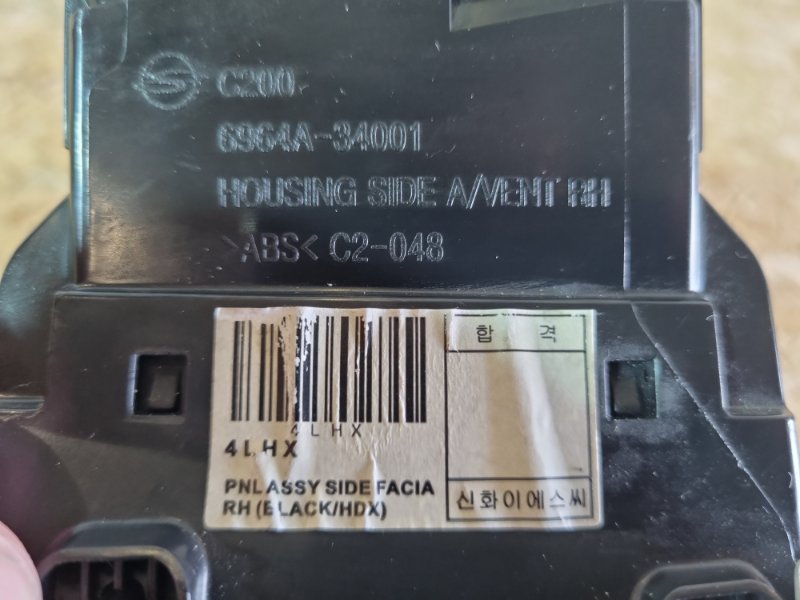 C200
6964A-34001
HOUSING SIDE A/VENT RH
>ABS< C2-048
합 격
4LHX
4LHX
PNL ASSY SIDE FACIA
RH (BLACK/HDX)
신화이에스씨